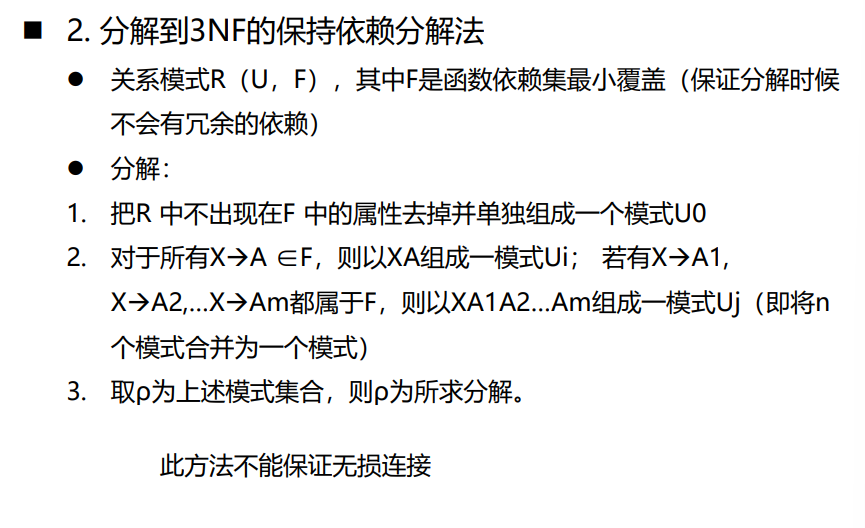 ■ 2. 分解到3NF的保持依赖分解法
● 关系模式R（U，F），其中F是函数依赖集最小覆盖（保证分解时候
不会有冗余的依赖）
● 分解：
1. 把R 中不出现在F 中的属性去掉并单独组成一个模式U0
2. 对于所有X→A ∈F，则以XA组成一模式Ui； 若有X→A1,
X→A2,…X→Am都属于F，则以XA1A2…Am组成一模式Uj（即将n
个模式合并为一个模式）
3. 取ρ为上述模式集合，则ρ为所求分解。
此方法不能保证无损连接